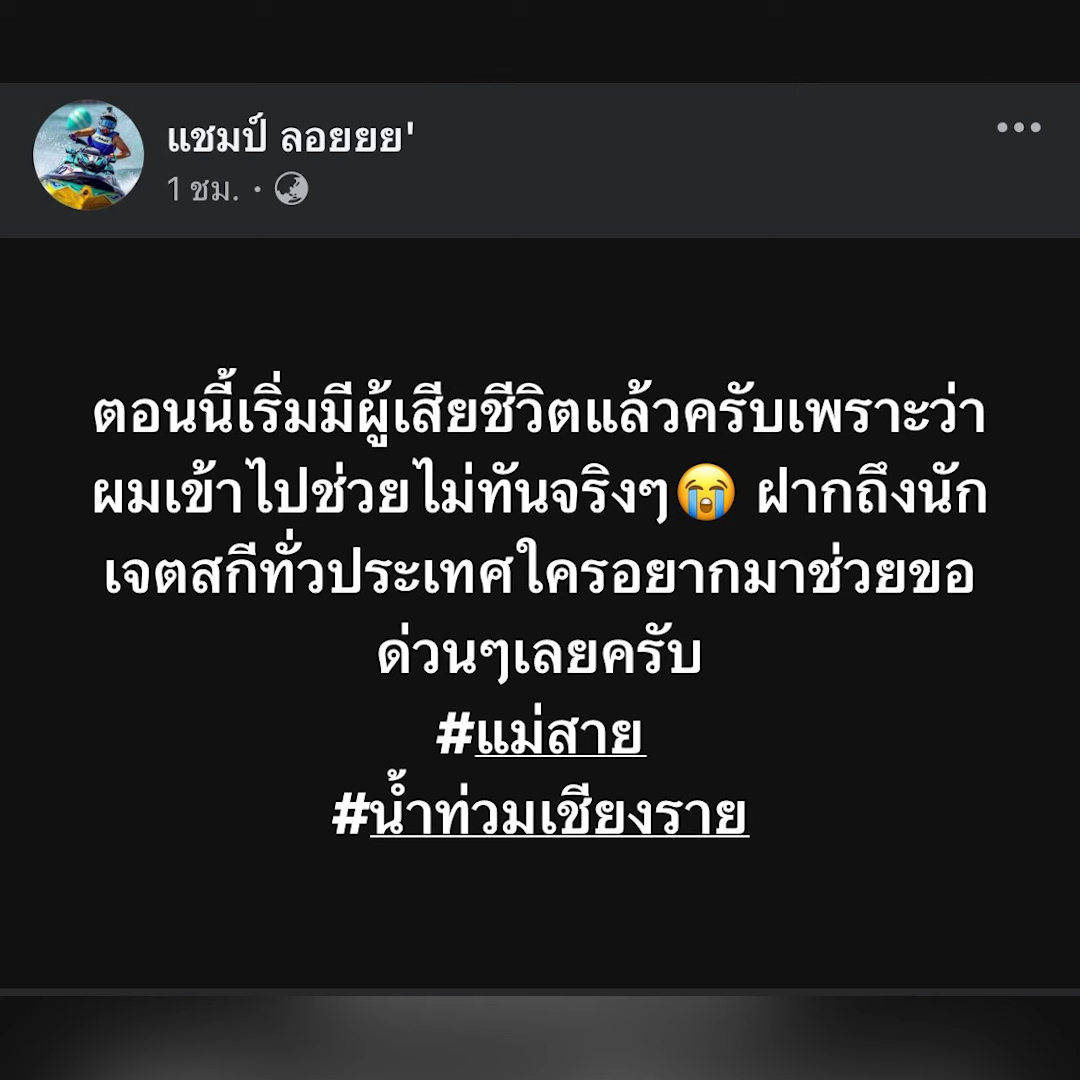 แชมป์ ลอยยย'
1 ชม. ·
ตอนนี้เริ่มมีผู้เสียชีวิตแล้วครับเพราะว่า
ผมเข้าไปช่วยไม่ทันจริงๆ😭 ฝากถึงนัก
เจตสกีทั่วประเทศใครอยากมาช่วยขอ
ด่วนๆเลยครับ
#แม่สาย
#น้ำท่วมเชียงราย